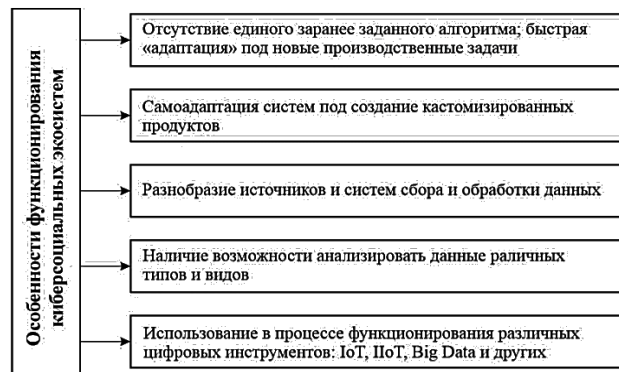 Особенности функционирования
киберсоциальных экосистем
Отсутствие единого заранее заданного алгоритма; быстрая
«адаптация» под новые производственные задачи
Самоадаптация систем под создание кастомизированных
продуктов
Разнобразие источников и систем сбора и обработки данных
Наличие возможности анализировать данные раличных
типов и видов
Использование в процессе функционирования различных
цифровых инструментов: IoT, IIoT, Big Data и других